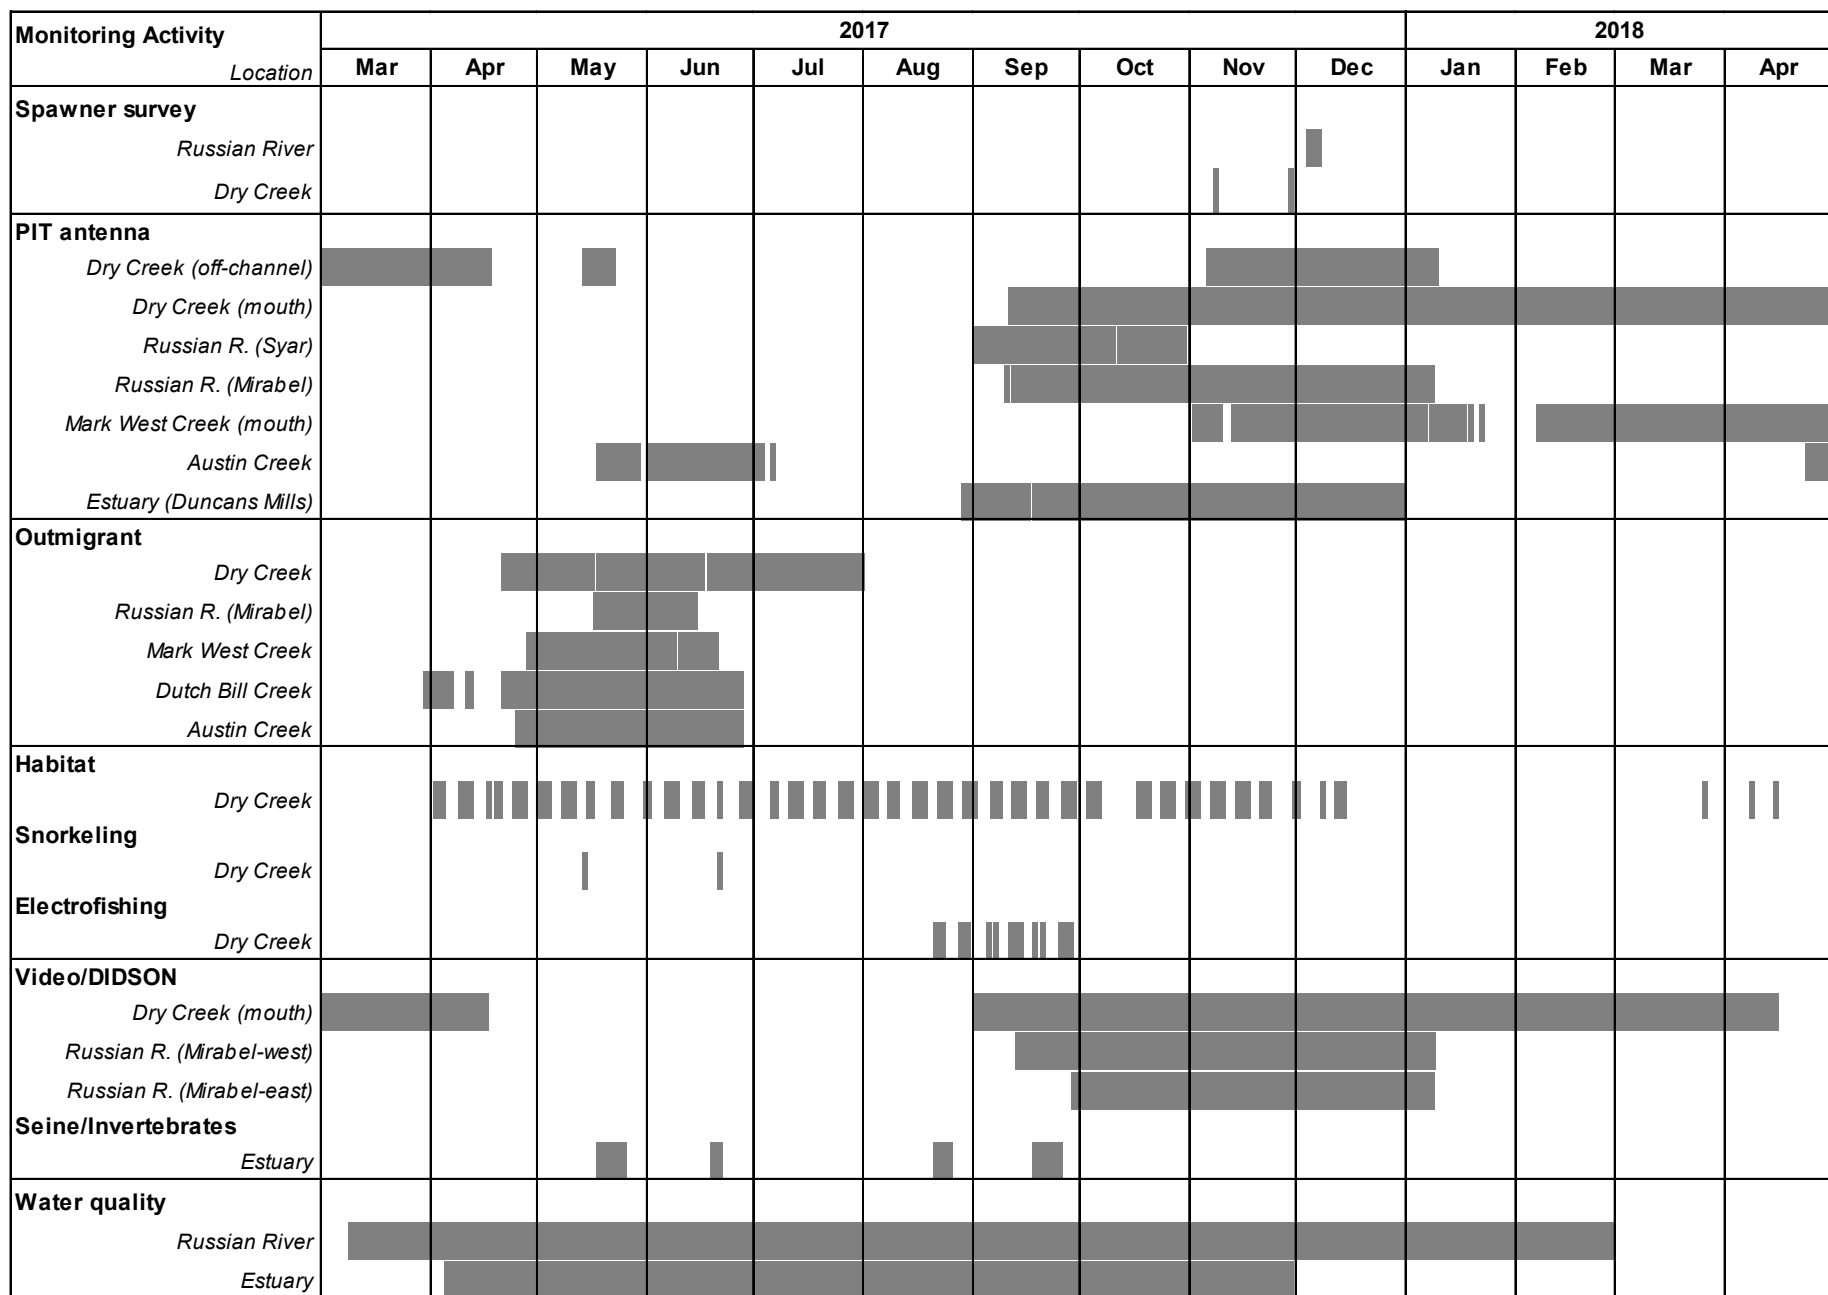 Monitoring Activity 2017 2018
Location Mar Apr May Jun Jul Aug Sep Oct Nov Dec Jan Feb Mar Apr
Spawner survey
Russian River
Dry Creek
PIT antenna
Dry Creek (off-channel)
Dry Creek (mouth)
Russian R. (Syar)
Russian R. (Mirabel)
Mark West Creek (mouth)
Austin Creek
Estuary (Duncans Mills)
Outmigrant
Dry Creek
Russian R. (Mirabel)
Mark West Creek
Dutch Bill Creek
Austin Creek
Habitat
Dry Creek
Snorkeling
Dry Creek
Electrofishing
Dry Creek
Video/DIDSON
Dry Creek (mouth)
Russian R. (Mirabel-west)
Russian R. (Mirabel-east)
Seine/Invertebrates
Estuary
Water quality
Russian River
Estuary